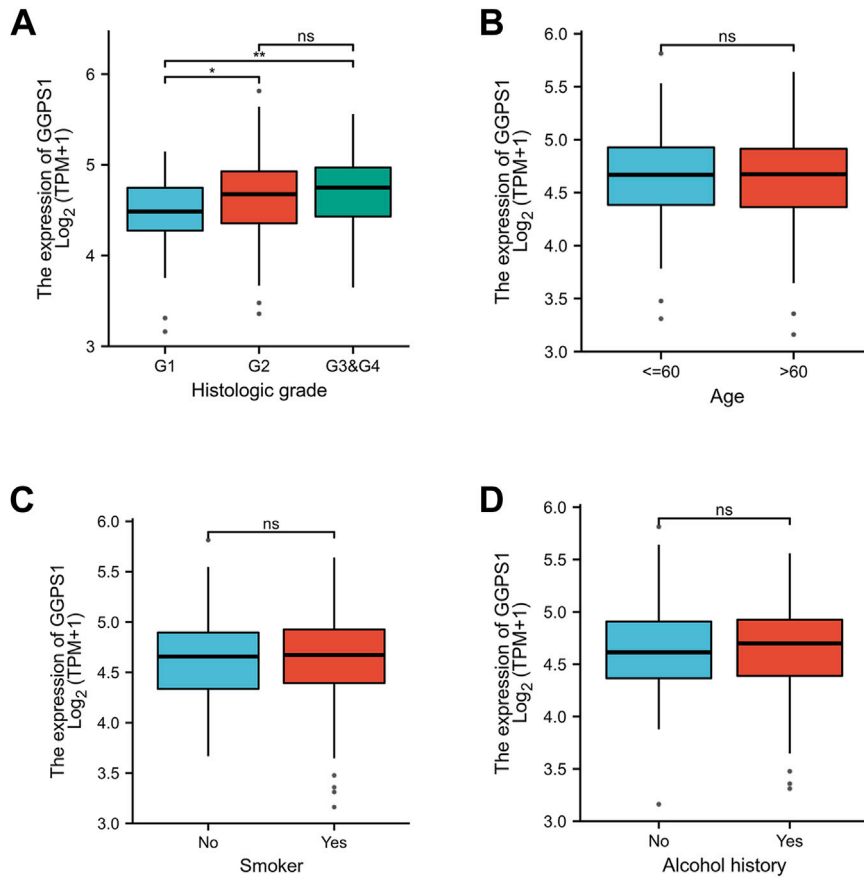 A
The expression of GGPS1
Log2 (TPM+1)
6
5
4
3
ns
**
*
G1 G2 G3&G4
Histologic grade
B
The expression of GGPS1
Log2 (TPM+1)
6.0
5.5
5.0
4.5
4.0
3.5
3.0
ns
<=60 >60
Age
C
The expression of GGPS1
Log2 (TPM+1)
6.0
5.5
5.0
4.5
4.0
3.5
3.0
ns
No Yes
Smoker
D
The expression of GGPS1
Log2 (TPM+1)
6.0
5.5
5.0
4.5
4.0
3.5
3.0
ns
No Yes
Alcohol history